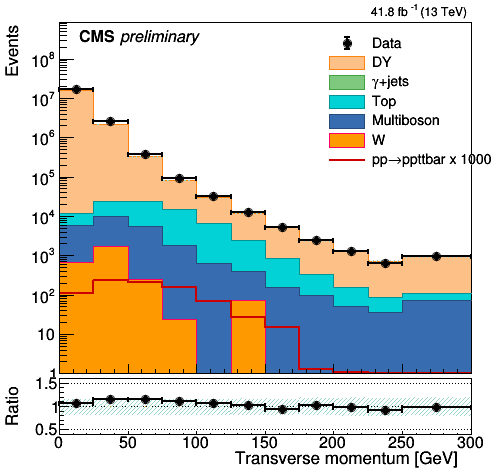 41.8 fb⁻¹ (13 TeV)
CMS preliminary
Events
Data
DY
γ+jets
Top
Multiboson
W
pp→ppttbar x 1000
10⁸
10⁷
10⁶
10⁵
10⁴
10³
10²
10
1
Ratio
1.5
1
0.5
0 50 100 150 200 250 300
Transverse momentum [GeV]